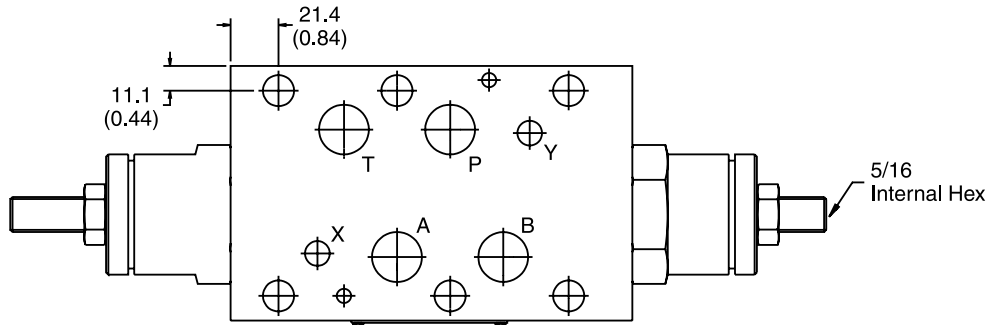 21.4
(0.84)
11.1
(0.44)
T
P
Y
5/16
Internal Hex
X
A
B